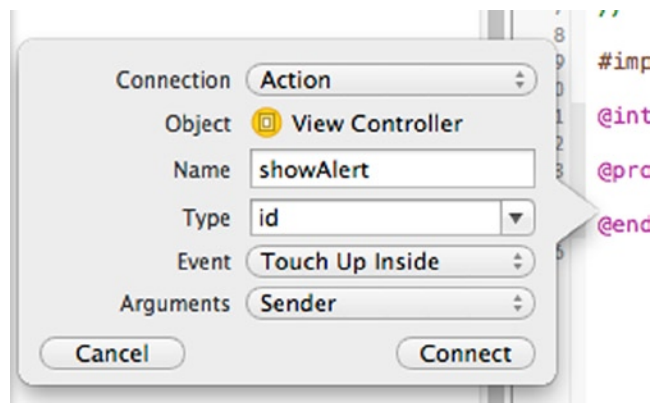 8
#imp
Connection Action
Object View Controller
@int
Name showAlert
@pro
Type id
@end
Event Touch Up Inside
Arguments Sender
Cancel Connect